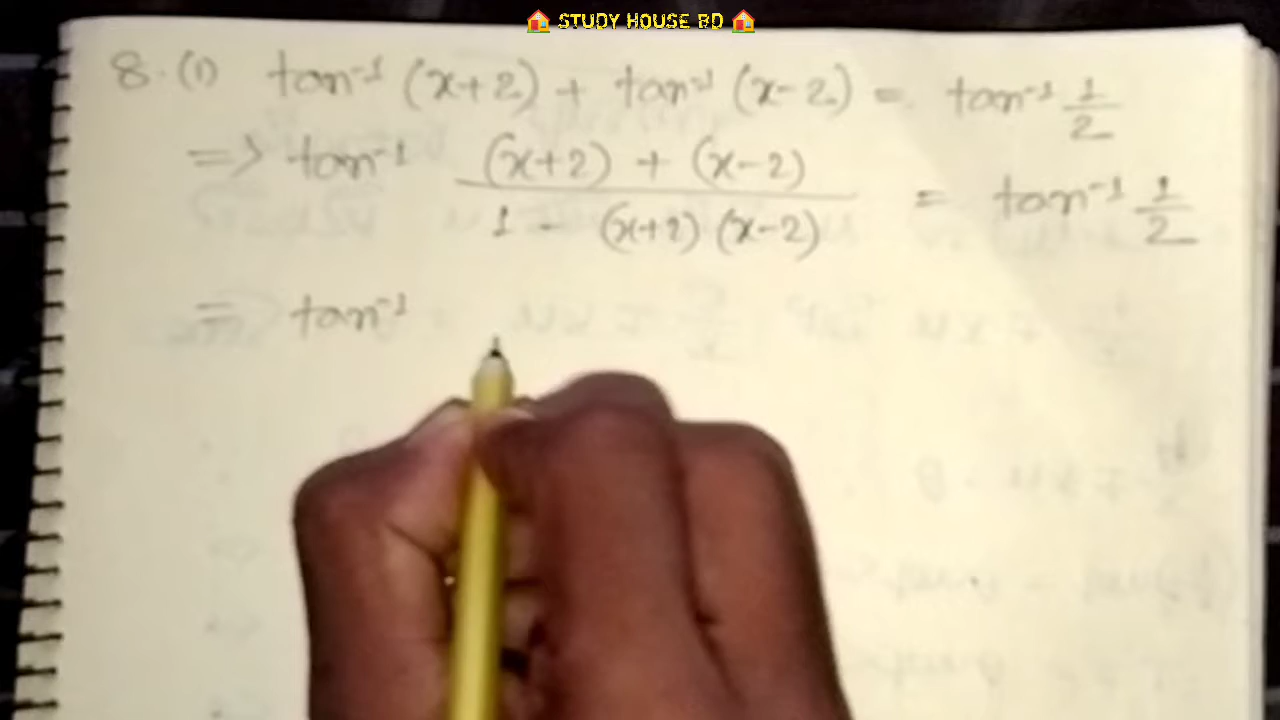 🏠 STUDY HOUSE BD 🏠
8. (1) tan⁻¹ (x+2) + tan⁻¹ (x-2) = tan⁻¹ 1/2
=> tan⁻¹ (x+2) + (x-2) / 1 - (x+2) (x-2) = tan⁻¹ 1/2
= tan⁻¹